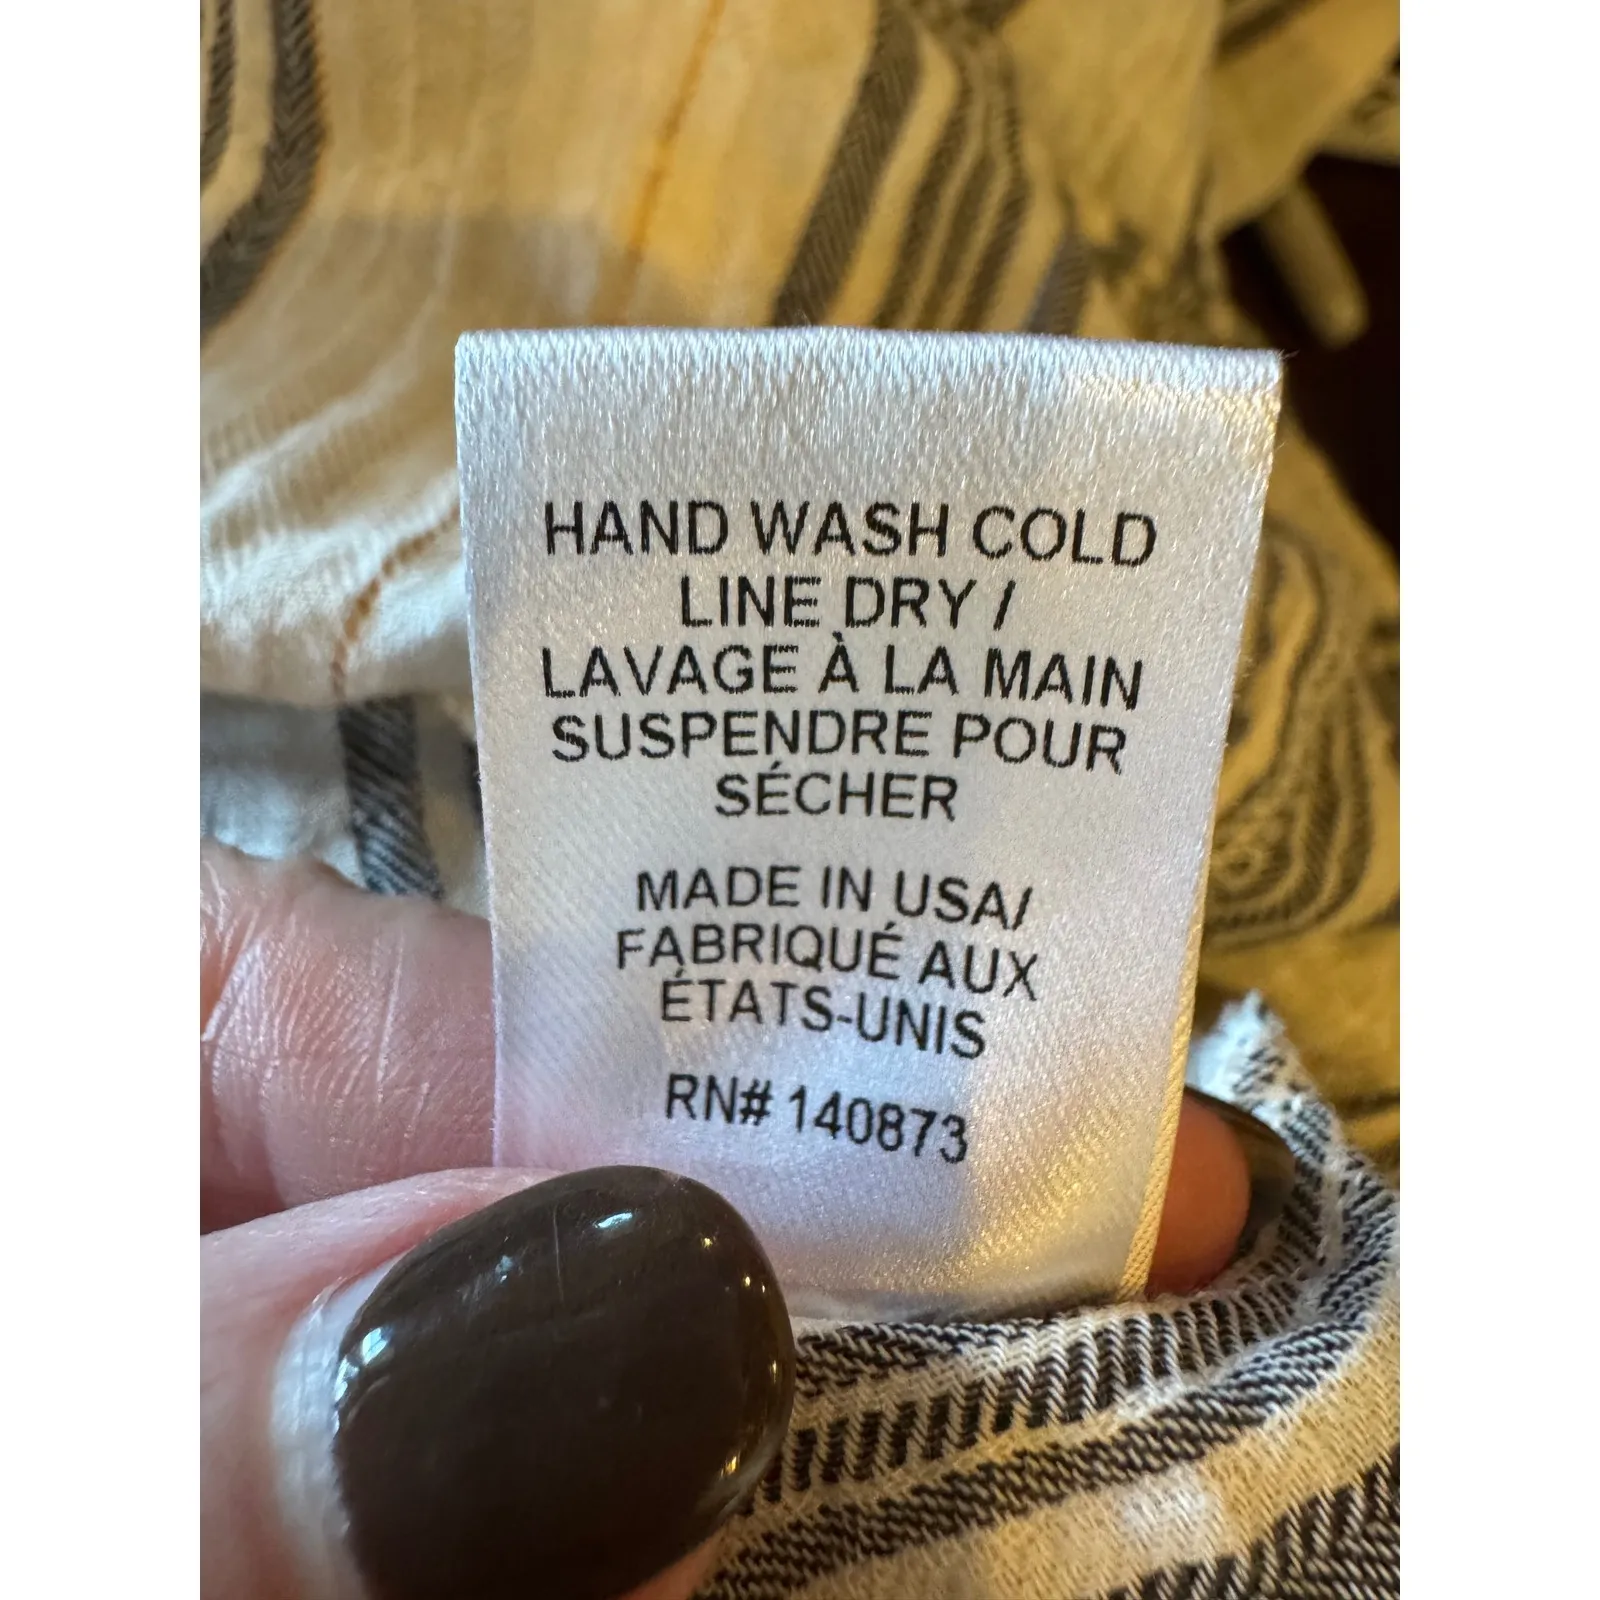 HAND WASH COLD
LINE DRY /
LAVAGE À LA MAIN
SUSPENDRE POUR
SÉCHER
MADE IN USA/
FABRIQUÉ AUX
ÉTATS-UNIS
RN# 140873